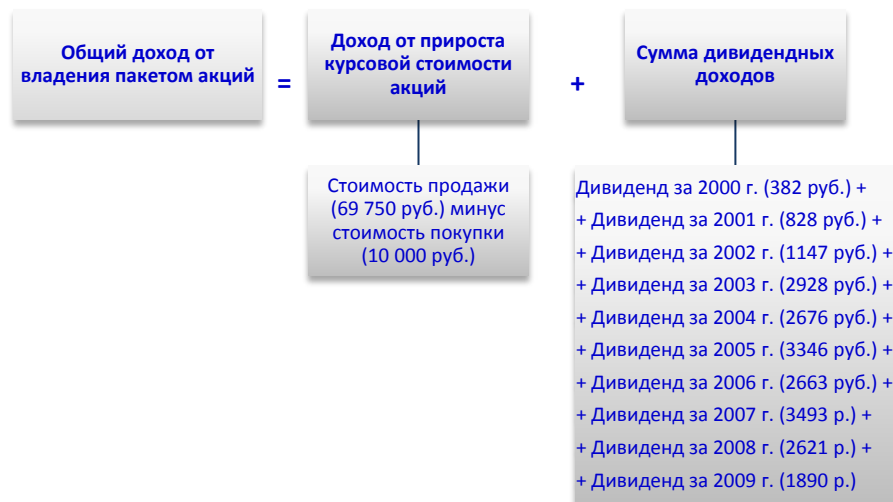 Общий доход от
владения пакетом акций
=
Доход от прироста
курсовой стоимости
акций
+
Сумма дивидендных
доходов
Стоимость продажи
(69 750 руб.) минус
стоимость покупки
(10 000 руб.)
Дивиденд за 2000 г. (382 руб.) +
+ Дивиденд за 2001 г. (828 руб.) +
+ Дивиденд за 2002 г. (1147 руб.) +
+ Дивиденд за 2003 г. (2928 руб.) +
+ Дивиденд за 2004 г. (2676 руб.) +
+ Дивиденд за 2005 г. (3346 руб.) +
+ Дивиденд за 2006 г. (2663 руб.) +
+ Дивиденд за 2007 г. (3493 р.) +
+ Дивиденд за 2008 г. (2621 р.) +
+ Дивиденд за 2009 г. (1890 р.)